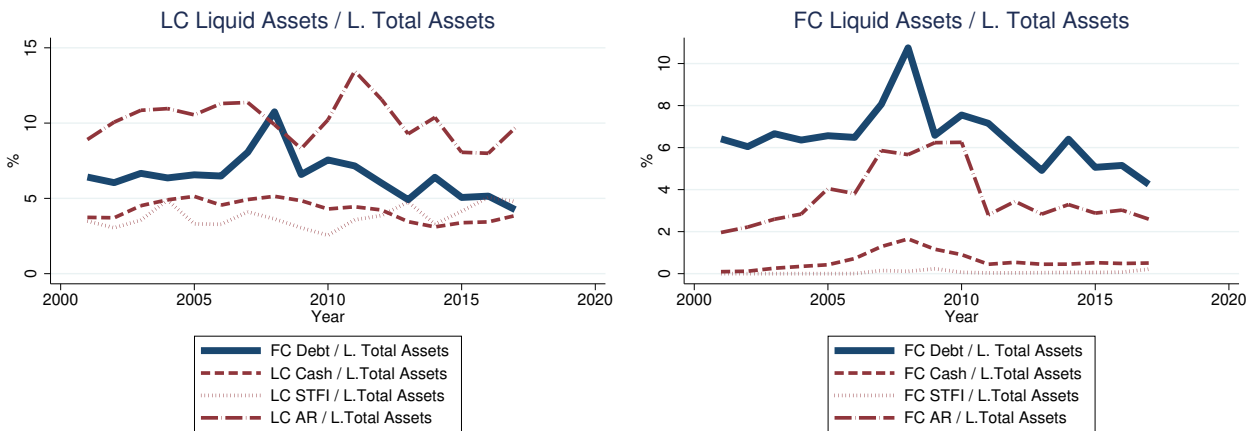 LC Liquid Assets / L. Total Assets
15
10
5
0
%
2000 2005 2010 2015 2020
Year
FC Debt / L. Total Assets
LC Cash / L.Total Assets
LC STFI / L.Total Assets
LC AR / L.Total Assets
FC Liquid Assets / L. Total Assets
10
8
6
4
2
0
%
2000 2005 2010 2015 2020
Year
FC Debt / L. Total Assets
FC Cash / L.Total Assets
FC STFI / L.Total Assets
FC AR / L.Total Assets